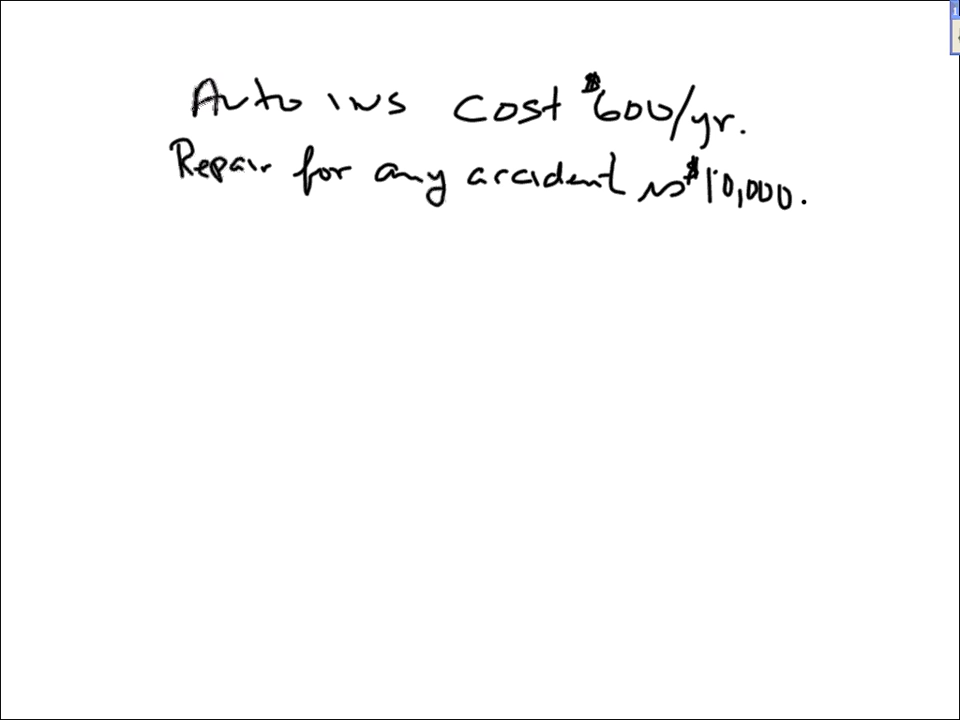 Auto ins cost $600/yr.
Repair for any accident is $10,000.